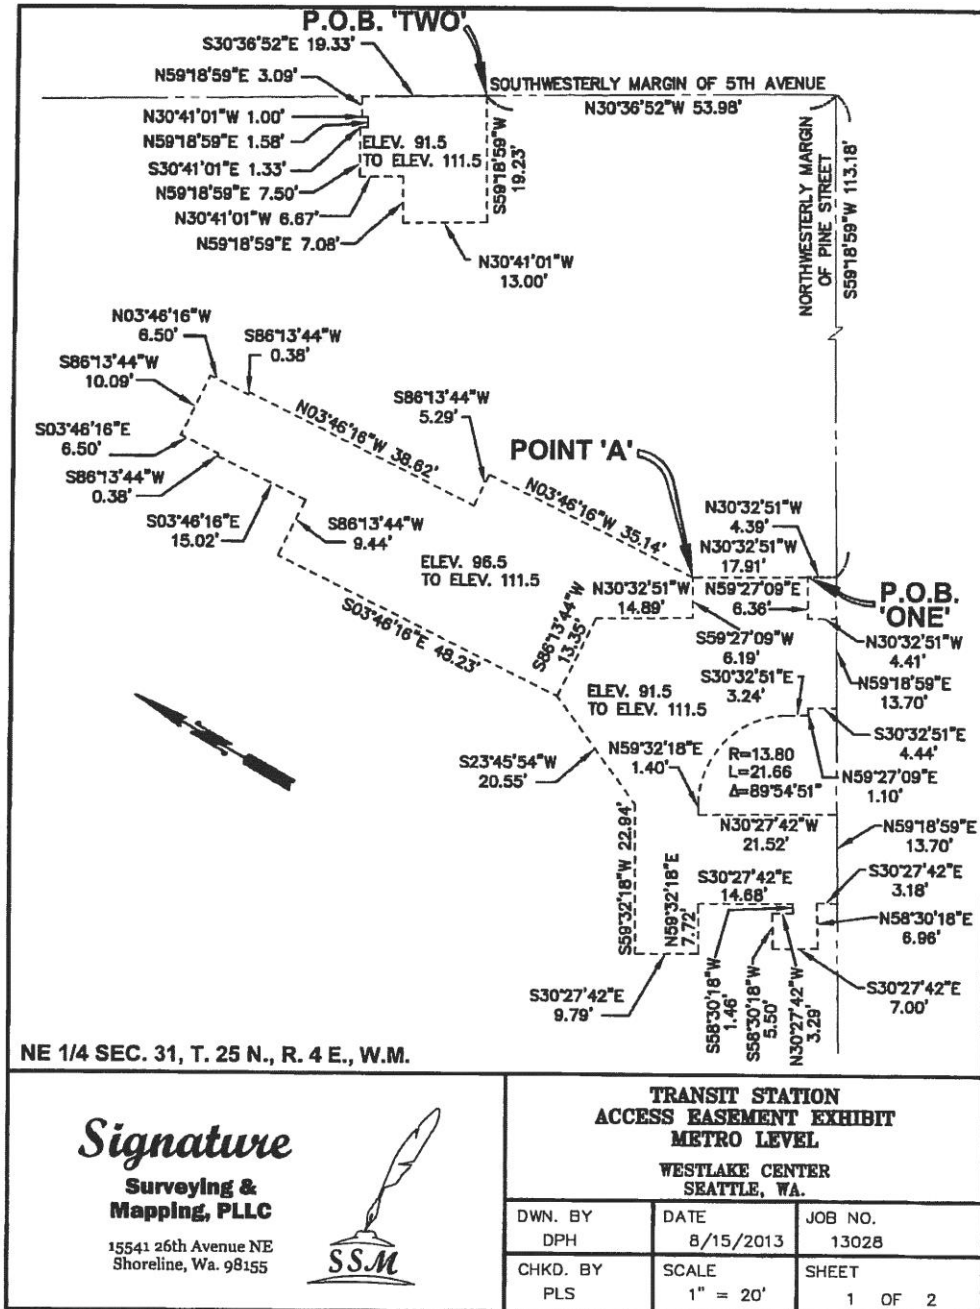 P.O.B. 'TWO'
S30°36'52"E 19.33'
N59°18'59"E 3.09'
SOUTHWESTERLY MARGIN OF 5TH AVENUE
N30°36'52"W 53.98'
N30°41'01"W 1.00'
N59°18'59"E 1.58'
S30°41'01"E 1.33'
N59°18'59"E 7.50'
N30°41'01"W 6.67'
N59°18'59"E 7.08'
ELEV. 91.5
TO ELEV. 111.5
S59°18'59"W
19.23'
N30°41'01"W
13.00'
NORTHWESTERLY MARGIN
OF PINE STREET
S59°18'59"W 113.18'
N03°46'16"W
6.50'
S86°13'44"W
0.38'
S86°13'44"W
10.09'
S03°46'16"E
6.50'
S86°13'44"W
0.38'
S03°46'16"E
15.02'
S86°13'44"W
9.44'
N03°46'16"W 38.62'
S86°13'44"W
5.29'
POINT 'A'
N03°46'16"W 35.14'
ELEV. 96.5
TO ELEV. 111.5
S03°46'16"E 48.23'
S86°13'44"W
13.35'
N30°32'51"W
14.89'
N30°32'51"W
4.39'
N30°32'51"W
17.91'
N59°27'09"E
6.36'
P.O.B.
'ONE'
S59°27'09"W
6.19'
N30°32'51"W
4.41'
S30°32'51"E
3.24'
N59°18'59"E
13.70'
ELEV. 91.5
TO ELEV. 111.5
S30°32'51"E
4.44'
N59°27'09"E
1.10'
S23°45'54"W
20.55'
N59°32'18"E
1.40'
R=13.80
L=21.66
Δ=89°54'51"
N30°27'42"W
21.52'
N59°18'59"E
13.70'
S59°32'18"W 22.94'
N59°32'18"E
7.72'
S30°27'42"E
14.68'
S30°27'42"E
3.18'
N58°30'18"E
6.96'
S30°27'42"E
9.79'
S58°30'18"W
1.46'
S58°30'18"W
5.50'
N30°27'42"W
3.29'
S30°27'42"E
7.00'
NE 1/4 SEC. 31, T. 25 N., R. 4 E., W.M.
Signature
Surveying &
Mapping, PLLC
15541 26th Avenue NE
Shoreline, Wa. 98155
SSM
TRANSIT STATION
ACCESS EASEMENT EXHIBIT
METRO LEVEL
WESTLAKE CENTER
SEATTLE, WA.
DWN. BY
DPH
DATE
8/15/2013
JOB NO.
13028
CHKD. BY
PLS
SCALE
1" = 20'
SHEET
1 OF 2